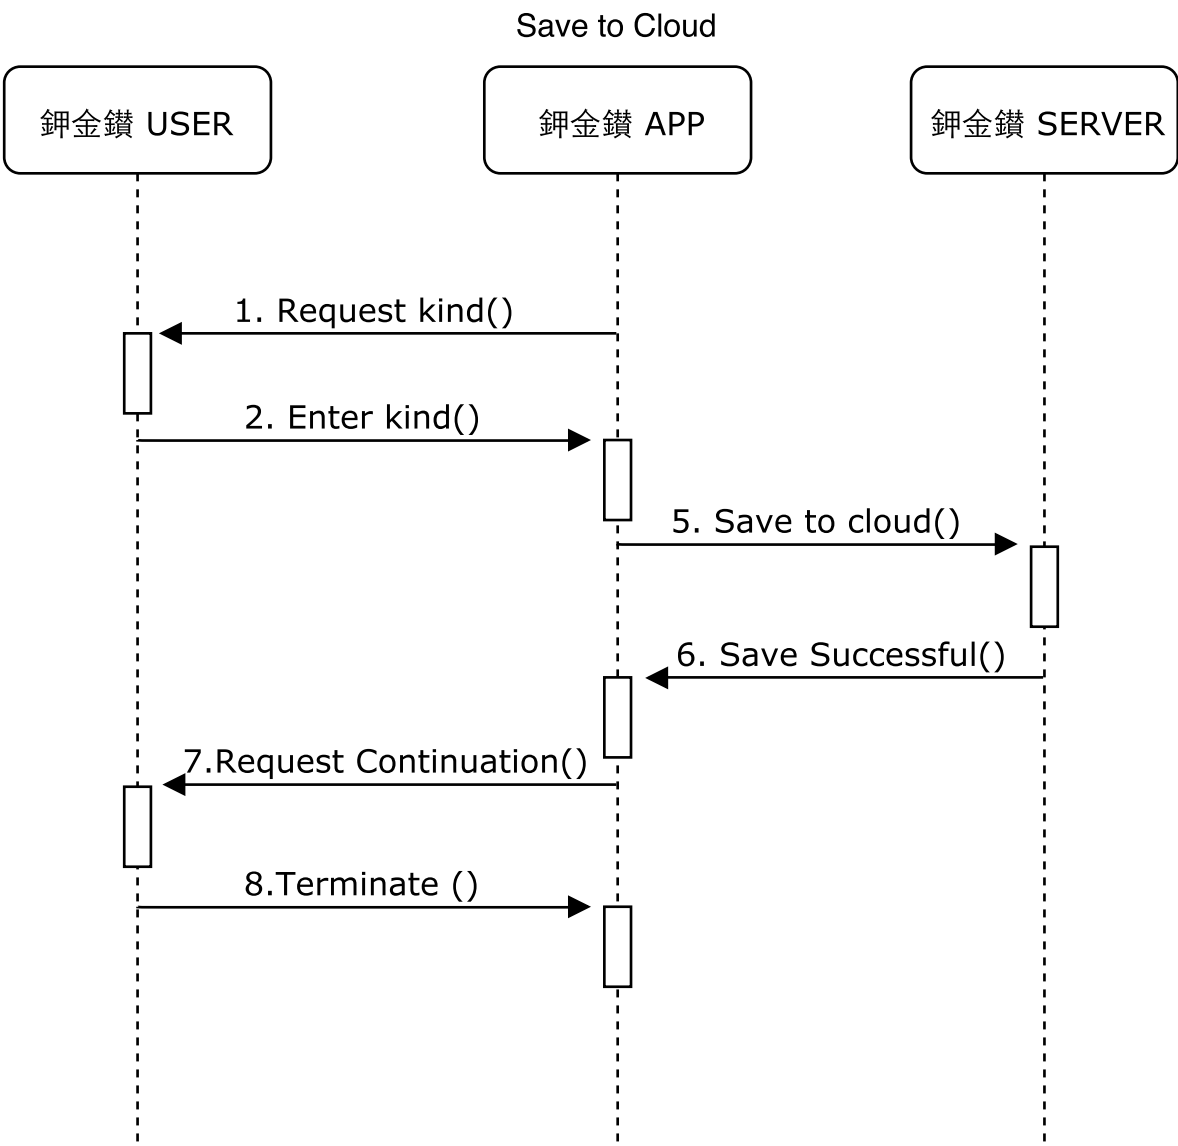 Save to Cloud
鉀金鑽 USER
鉀金鑽 APP
鉀金鑽 SERVER
1. Request kind()
2. Enter kind()
5. Save to cloud()
6. Save Successful()
7.Request Continuation()
8.Terminate ()